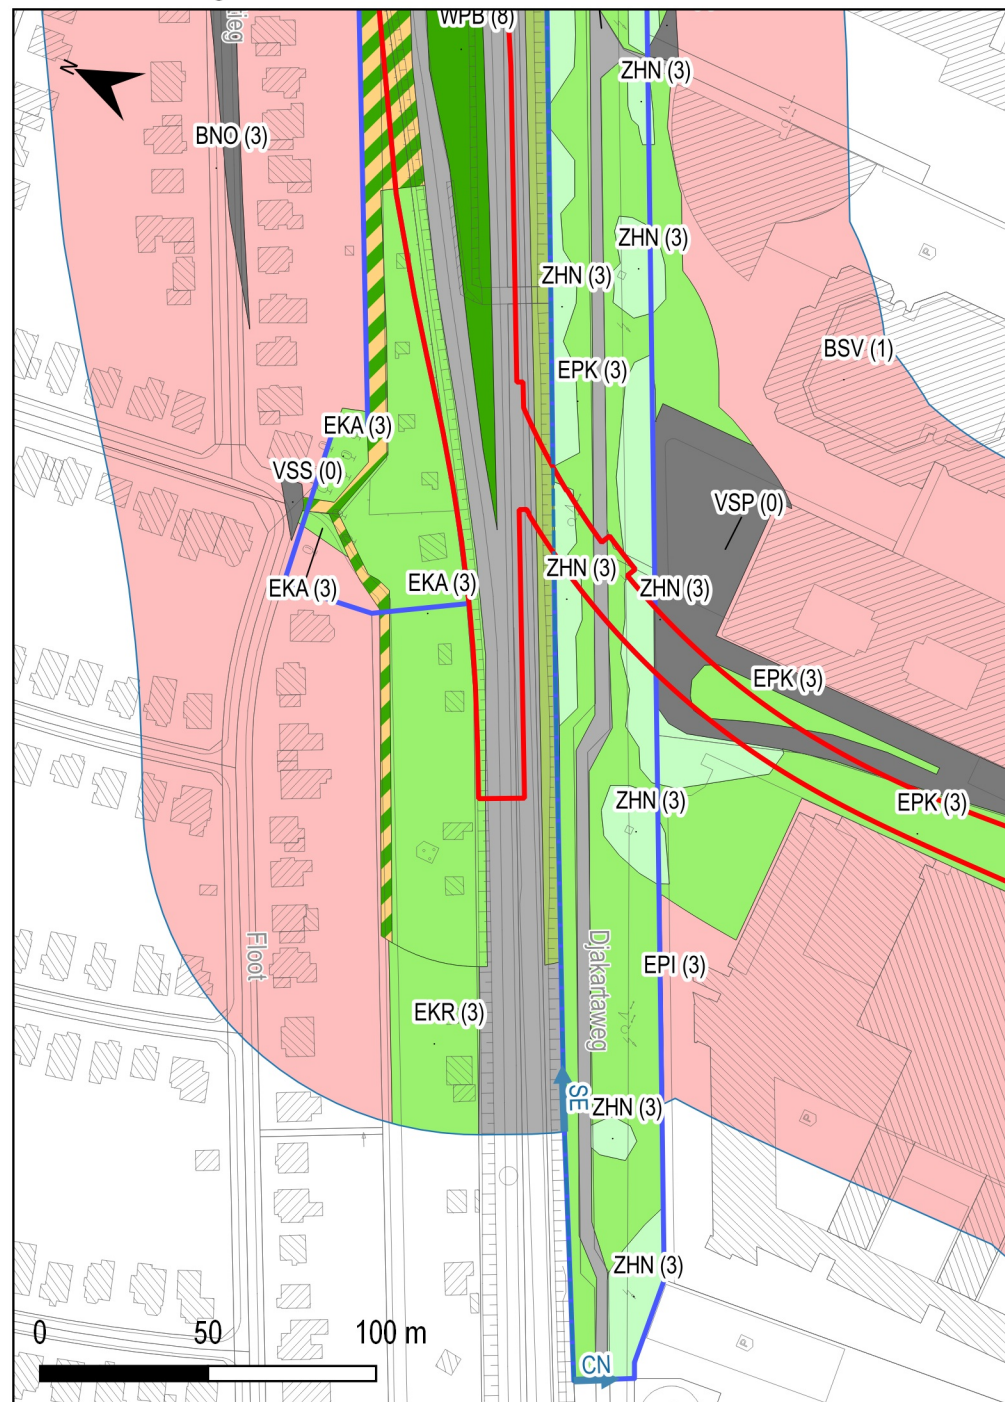 WPB (8)
ieg
N
ZHN (3)
BNO (3)
ZHN (3)
P
ZHN (3)
BSV (1)
EPK (3)
EKA (3)
VSS (0)
VSP (0)
ZHN (3)
EKA (3)
EKA (3)
ZHN (3)
EPK (3)
ZHN (3)
EPK (3)
Floot
Djakartaweg
EPI (3)
EKR (3)
SE
ZHN (3)
P
ZHN (3)
0 50 100 m
P
CN